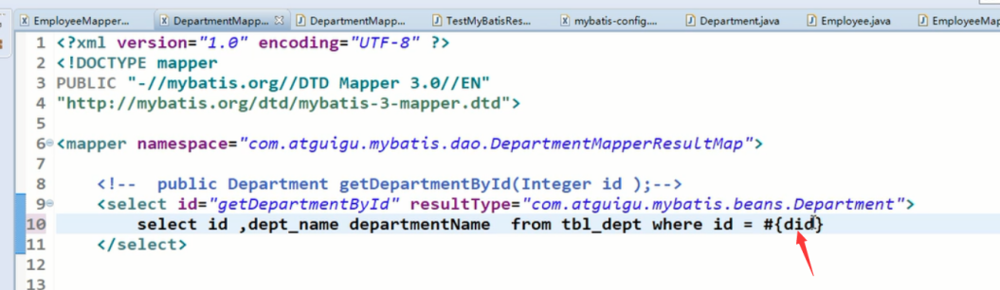 EmployeeMapper... DepartmentMapp... DepartmentMapp... TestMyBatisRes... mybatis-config.... Department.java Employee.java EmployeeMap
1 <?xml version="1.0" encoding="UTF-8" ?>
2 <!DOCTYPE mapper
3 PUBLIC "-//mybatis.org//DTD Mapper 3.0//EN"
4 "http://mybatis.org/dtd/mybatis-3-mapper.dtd">
5
6 <mapper namespace="com.atguigu.mybatis.dao.DepartmentMapperResultMap">
7
8 <!-- public Department getDepartmentById(Integer id );-->
9 <select id="getDepartmentById" resultType="com.atguigu.mybatis.beans.Department">
10 select id ,dept_name departmentName from tbl_dept where id = #{did}
11 </select>
12
13